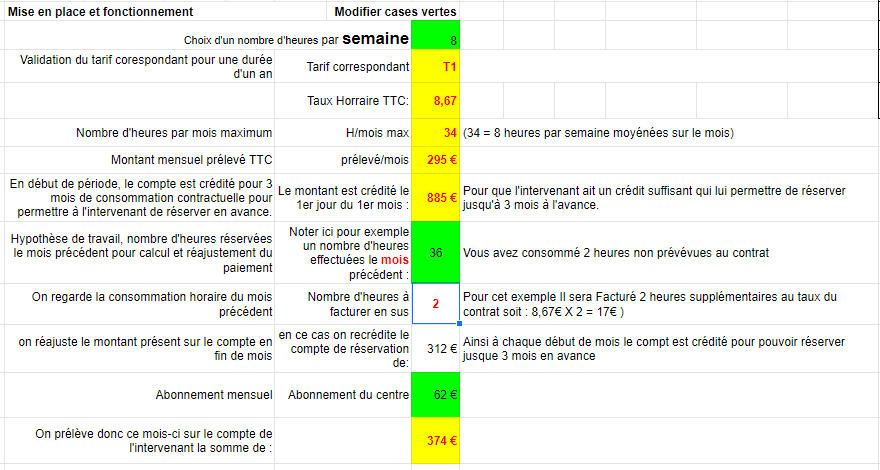 Mise en place et fonctionnement Modifier cases vertes
Choix d'un nombre d'heures par semaine 8
Validation du tarif corespondant pour une durée
d'un an
Tarif correspondant T1
Taux Horraire TTC: 8,67
Nombre d'heures par mois maximum H/mois max 34 (34 = 8 heures par semaine moyénées sur le mois)
Montant mensuel prélevé TTC prélevé/mois 295 €
En début de période, le compte est crédité pour 3
mois de consommation contractuelle pour
permettre à l'intervenant de réserver en avance.
Le montant est crédité le
1er jour du 1er mois :
885 €
Pour que l'intervenant ait un crédit suffisant qui lui permettre de réserver
jusqu'à 3 mois à l'avance.
Hypothèse de travail, nombre d'heures réservées
le mois précédent pour calcul et réajustement du
paiement
Noter ici pour exemple
un nombre d'heures
effectuées le mois
précédent :
36
Vous avez consommé 2 heures non prévévues au contrat
On regarde la consommation horaire du mois
précédent
Nombre d'heures à
facturer en sus
2
Pour cet exemple Il sera Facturé 2 heures supplémentaires au taux du
contrat soit : 8,67€ X 2 = 17€ )
on réajuste le montant présent sur le compte en
fin de mois
en ce cas on recrédite le
compte de réservation
de:
312 €
Ainsi à chaque début de mois le compt est crédité pour pouvoir réserver
jusque 3 mois en avance
Abonnement mensuel Abonnement du centre 62 €
On prélève donc ce mois-ci sur le compte de
l'intervenant la somme de :
374 €